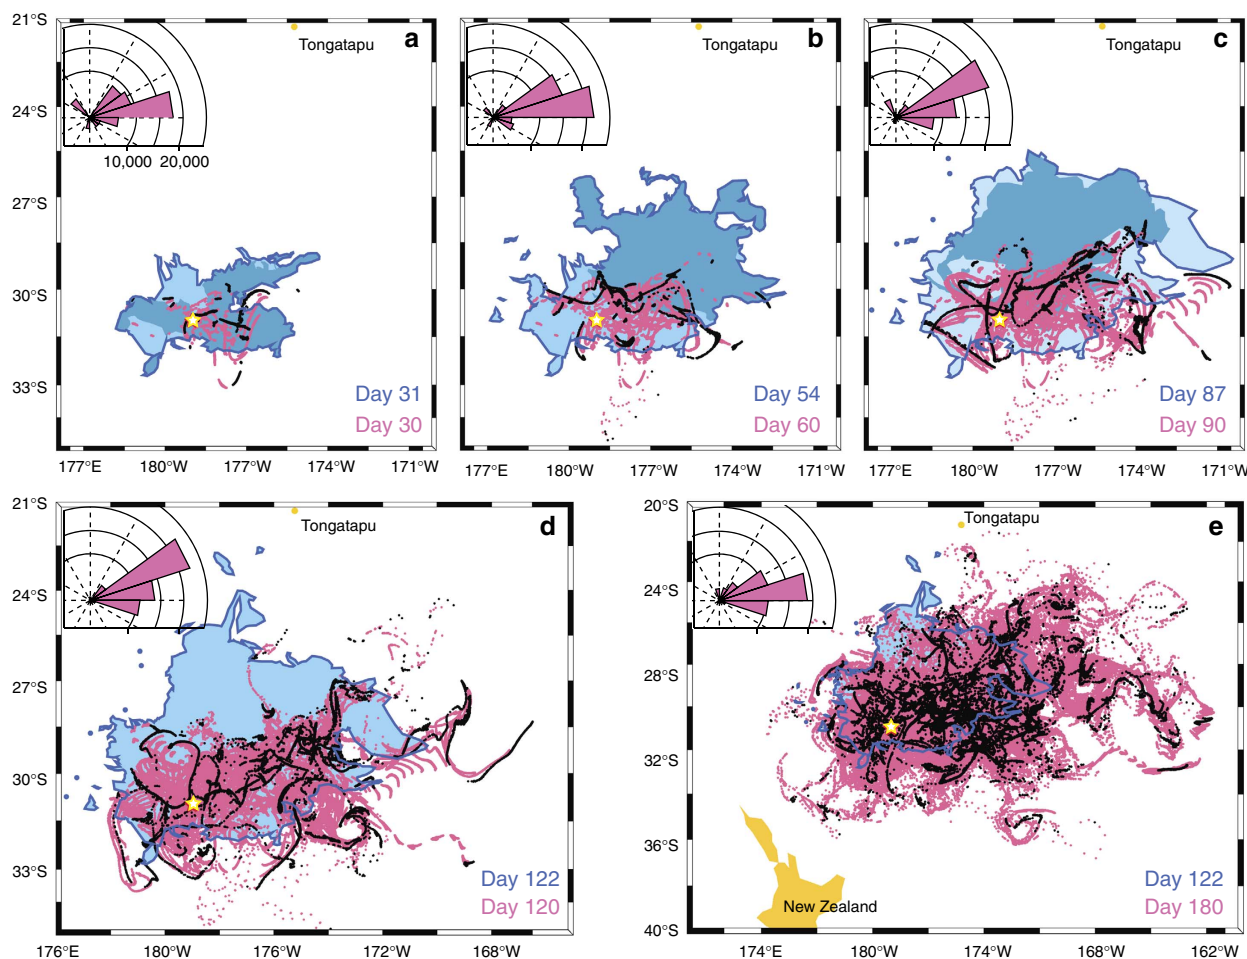 21°S
24°S
27°S
30°S
33°S
a
Tongatapu
10,000 20,000
Day 31
Day 30
177°E 180°W 177°W 174°W 171°W
b
Tongatapu
Day 54
Day 60
177°E 180°W 177°W 174°W 171°W
c
Tongatapu
Day 87
Day 90
177°E 180°W 177°W 174°W 171°W
21°S
24°S
27°S
30°S
33°S
d
Tongatapu
Day 122
Day 120
176°E 180°W 176°W 172°W 168°W
20°S
24°S
28°S
32°S
36°S
40°S
e
Tongatapu
New Zealand
Day 122
Day 180
174°E 180°W 174°W 168°W 162°W